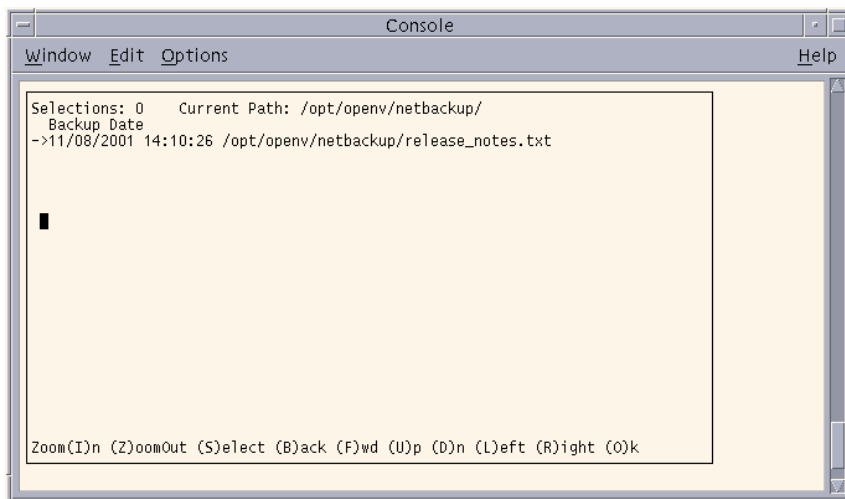 Console
Window Edit Options Help
Selections: 0 Current Path: /opt/openv/netbackup/
Backup Date
->11/08/2001 14:10:26 /opt/openv/netbackup/release_notes.txt
Zoom(I)n (Z)oomOut (S)elect (B)ack (F)wd (U)p (D)n (L)eft (R)ight (O)k